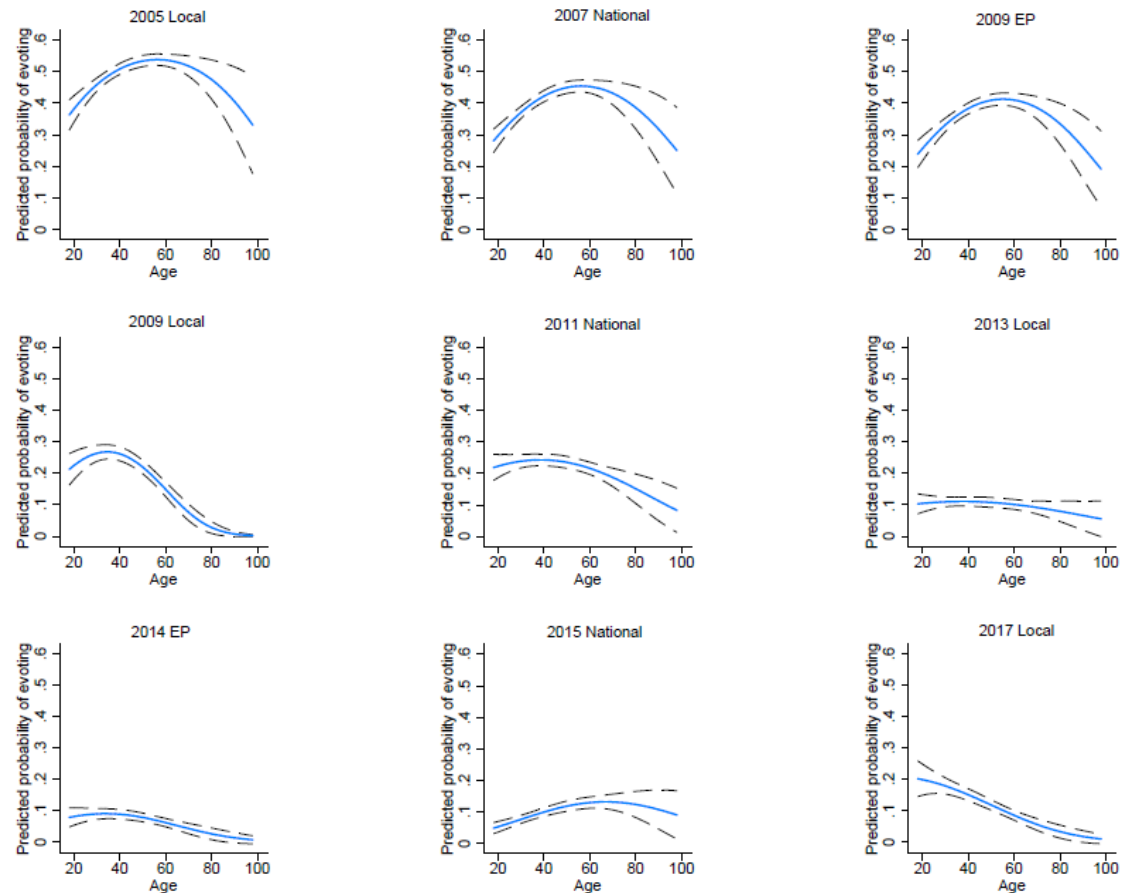 2005 Local
Predicted probability of evoting
.6
.5
.4
.3
.2
.1
0
20 40 60 80 100
Age
2007 National
Predicted probability of evoting
.6
.5
.4
.3
.2
.1
0
20 40 60 80 100
Age
2009 EP
Predicted probability of evoting
.6
.5
.4
.3
.2
.1
0
20 40 60 80 100
Age
2009 Local
Predicted probability of evoting
.6
.5
.4
.3
.2
.1
0
20 40 60 80 100
Age
2011 National
Predicted probability of evoting
.6
.5
.4
.3
.2
.1
0
20 40 60 80 100
Age
2013 Local
Predicted probability of evoting
.6
.5
.4
.3
.2
.1
0
20 40 60 80 100
Age
2014 EP
Predicted probability of evoting
.6
.5
.4
.3
.2
.1
0
20 40 60 80 100
Age
2015 National
Predicted probability of evoting
.6
.5
.4
.3
.2
.1
0
20 40 60 80 100
Age
2017 Local
Predicted probability of evoting
.6
.5
.4
.3
.2
.1
0
20 40 60 80 100
Age